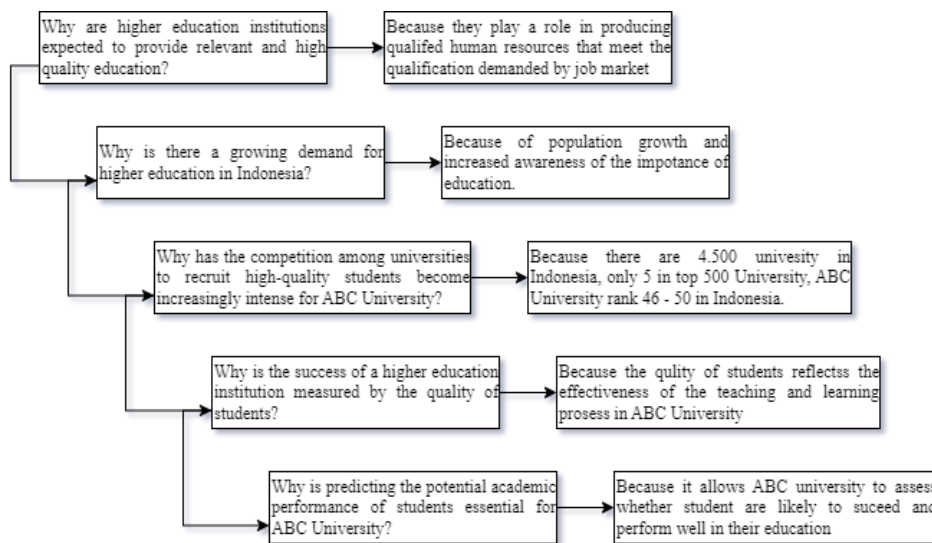 Why are higher education institutions
expected to provide relevant and high
quality education?
Because they play a role in producing
qualifed human resources that meet the
qualification demanded by job market
Why is there a growing demand for
higher education in Indonesia?
Because of population growth and
increased awareness of the impotance of
education.
Why has the competition among universities
to recruit high-quality students become
increasingly intense for ABC University?
Because there are 4.500 univesity in
Indonesia, only 5 in top 500 University, ABC
University rank 46 - 50 in Indonesia.
Why is the success of a higher education
institution measured by the quality of
students?
Because the qulity of students reflectss the
effectiveness of the teaching and learning
prosess in ABC University
Why is predicting the potential academic
performance of students essential for
ABC University?
Because it allows ABC university to assess
whether student are likely to suceed and
perform well in their education